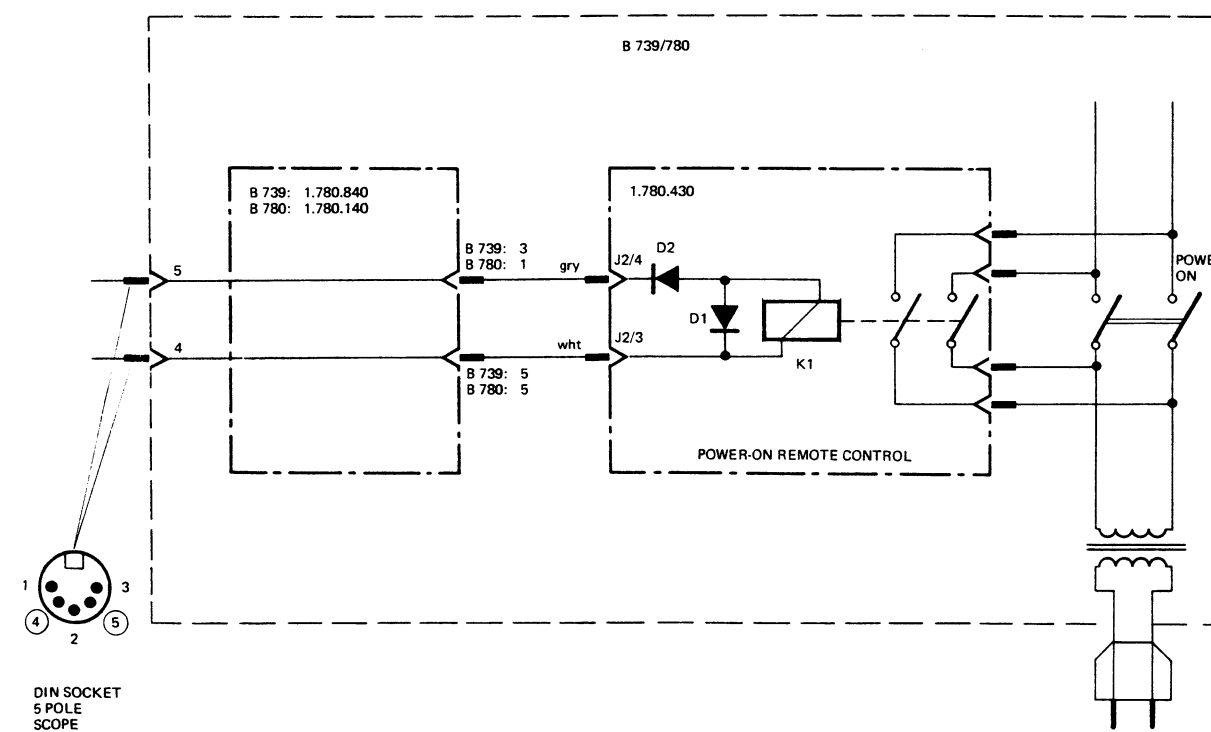 B 739/780
B 739: 1.780.840
B 780: 1.780.140
1.780.430
B 739: 3
B 780: 1
gry
J2/4
D2
5
POWE
ON
D1
4
wht
J2/3
K1
B 739: 5
B 780: 5
POWER-ON REMOTE CONTROL
1
3
4
5
2
DIN SOCKET
5 POLE
SCOPE